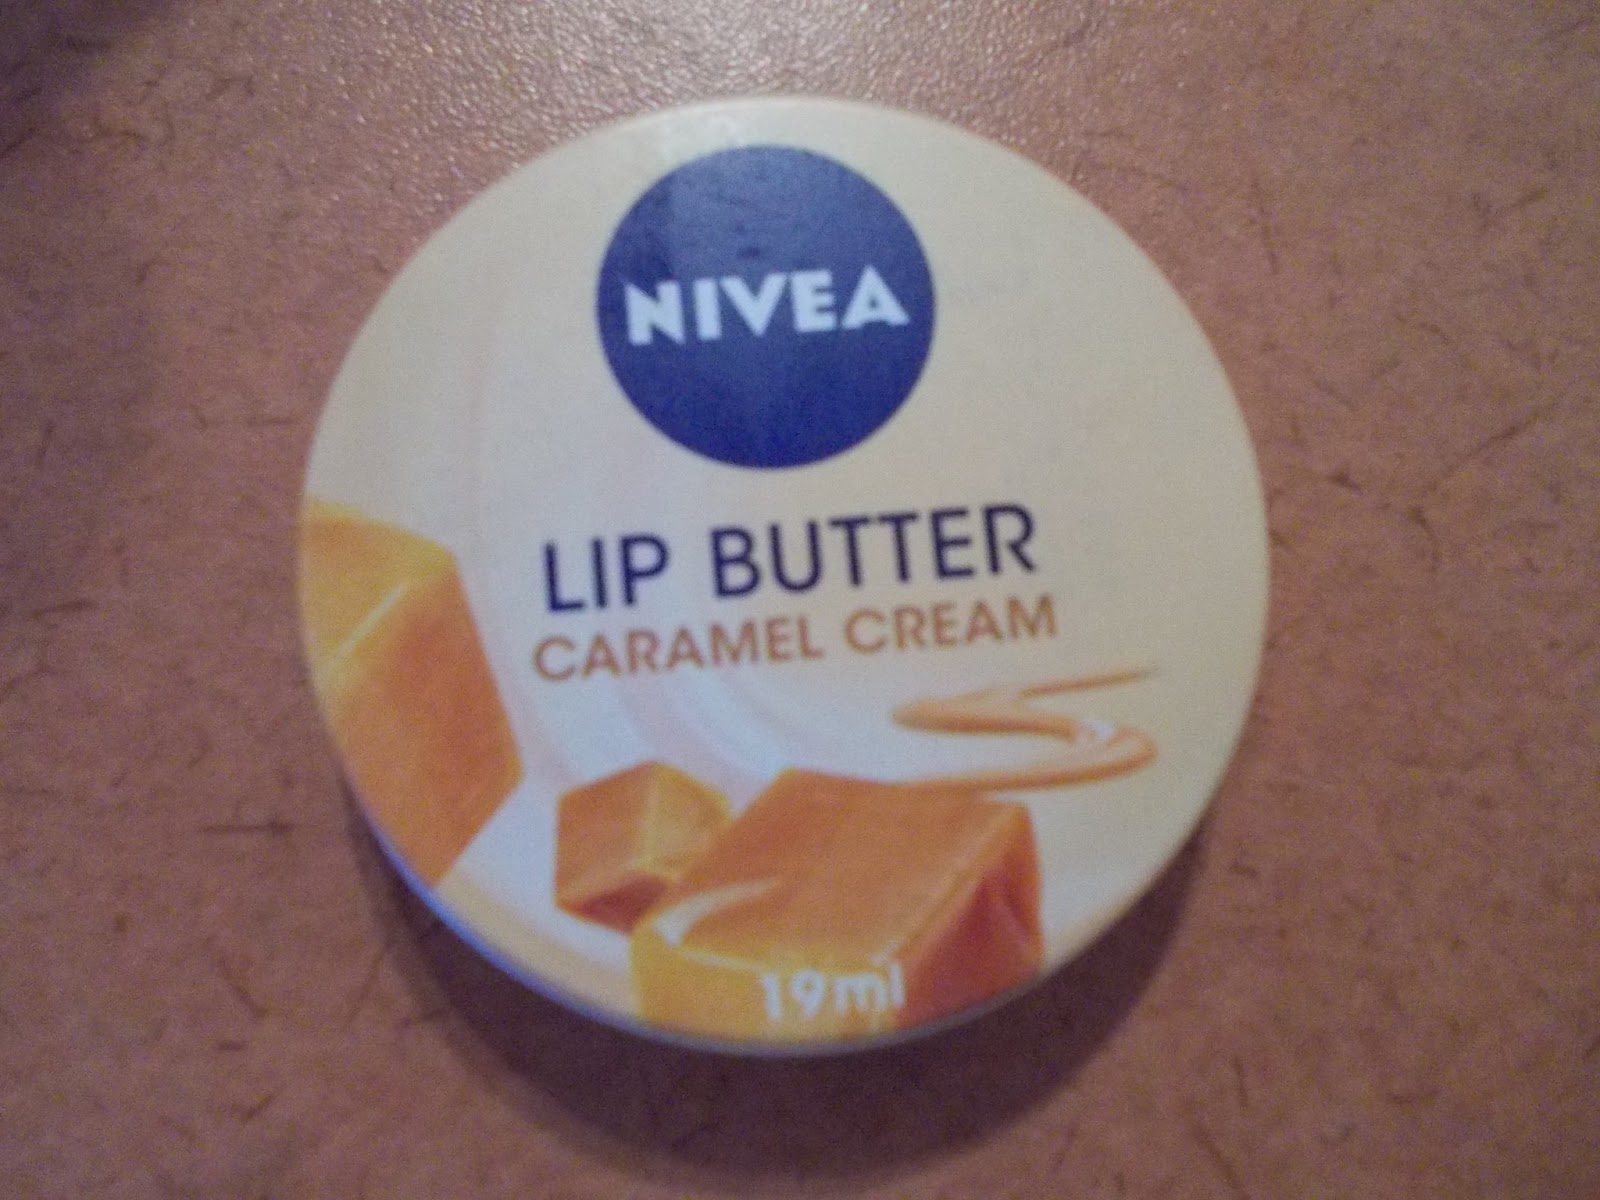 NIVEA
LIP BUTTER
CARAMEL CREAM
19ml